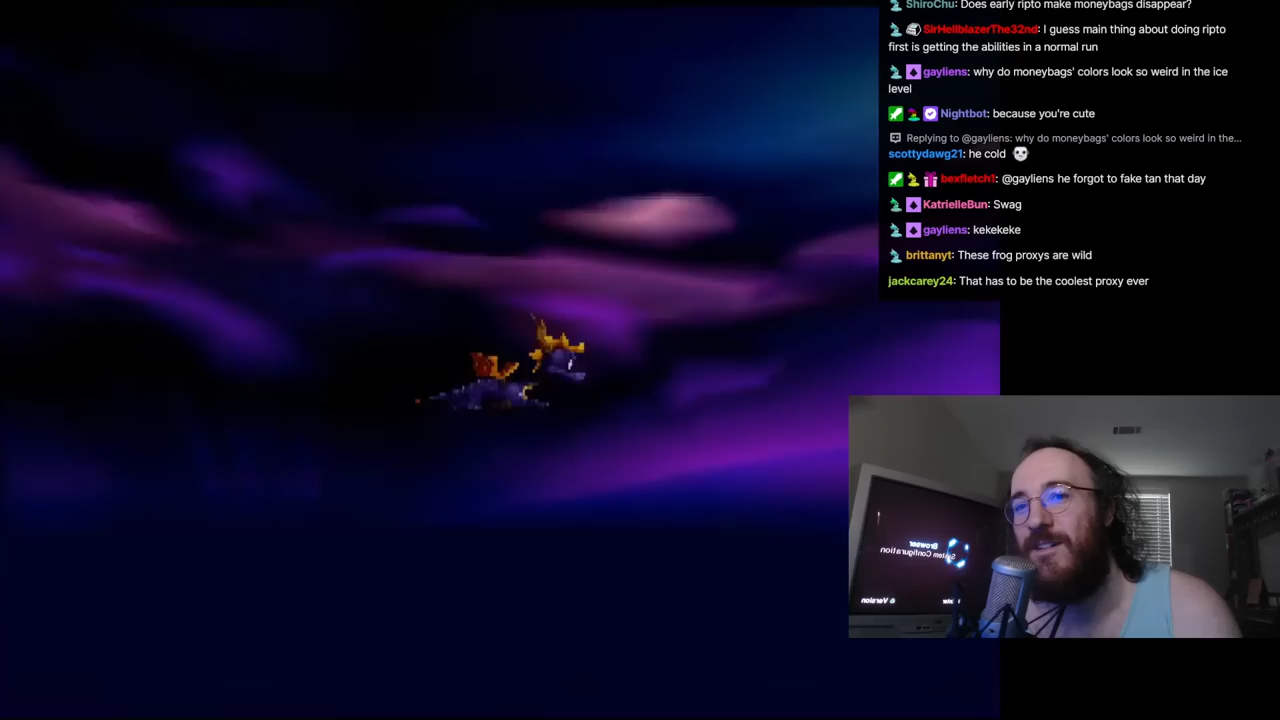 ShiroChu: Does early ripto make moneybags disappear?
SirHellblazerThe32nd: I guess main thing about doing ripto
first is getting the abilities in a normal run
gayliens: why do moneybags' colors look so weird in the ice
level
Nightbot: because you're cute
Replying to @gayliens: why do moneybags' colors look so weird in the...
scottydawg21: he cold
bexfletch1: @gayliens he forgot to fake tan that day
KatrielleBun: Swag
gayliens: kekekeke
brittanyt: These frog proxys are wild
jackcarey24: That has to be the coolest proxy ever
Browser
System Configuration
Version